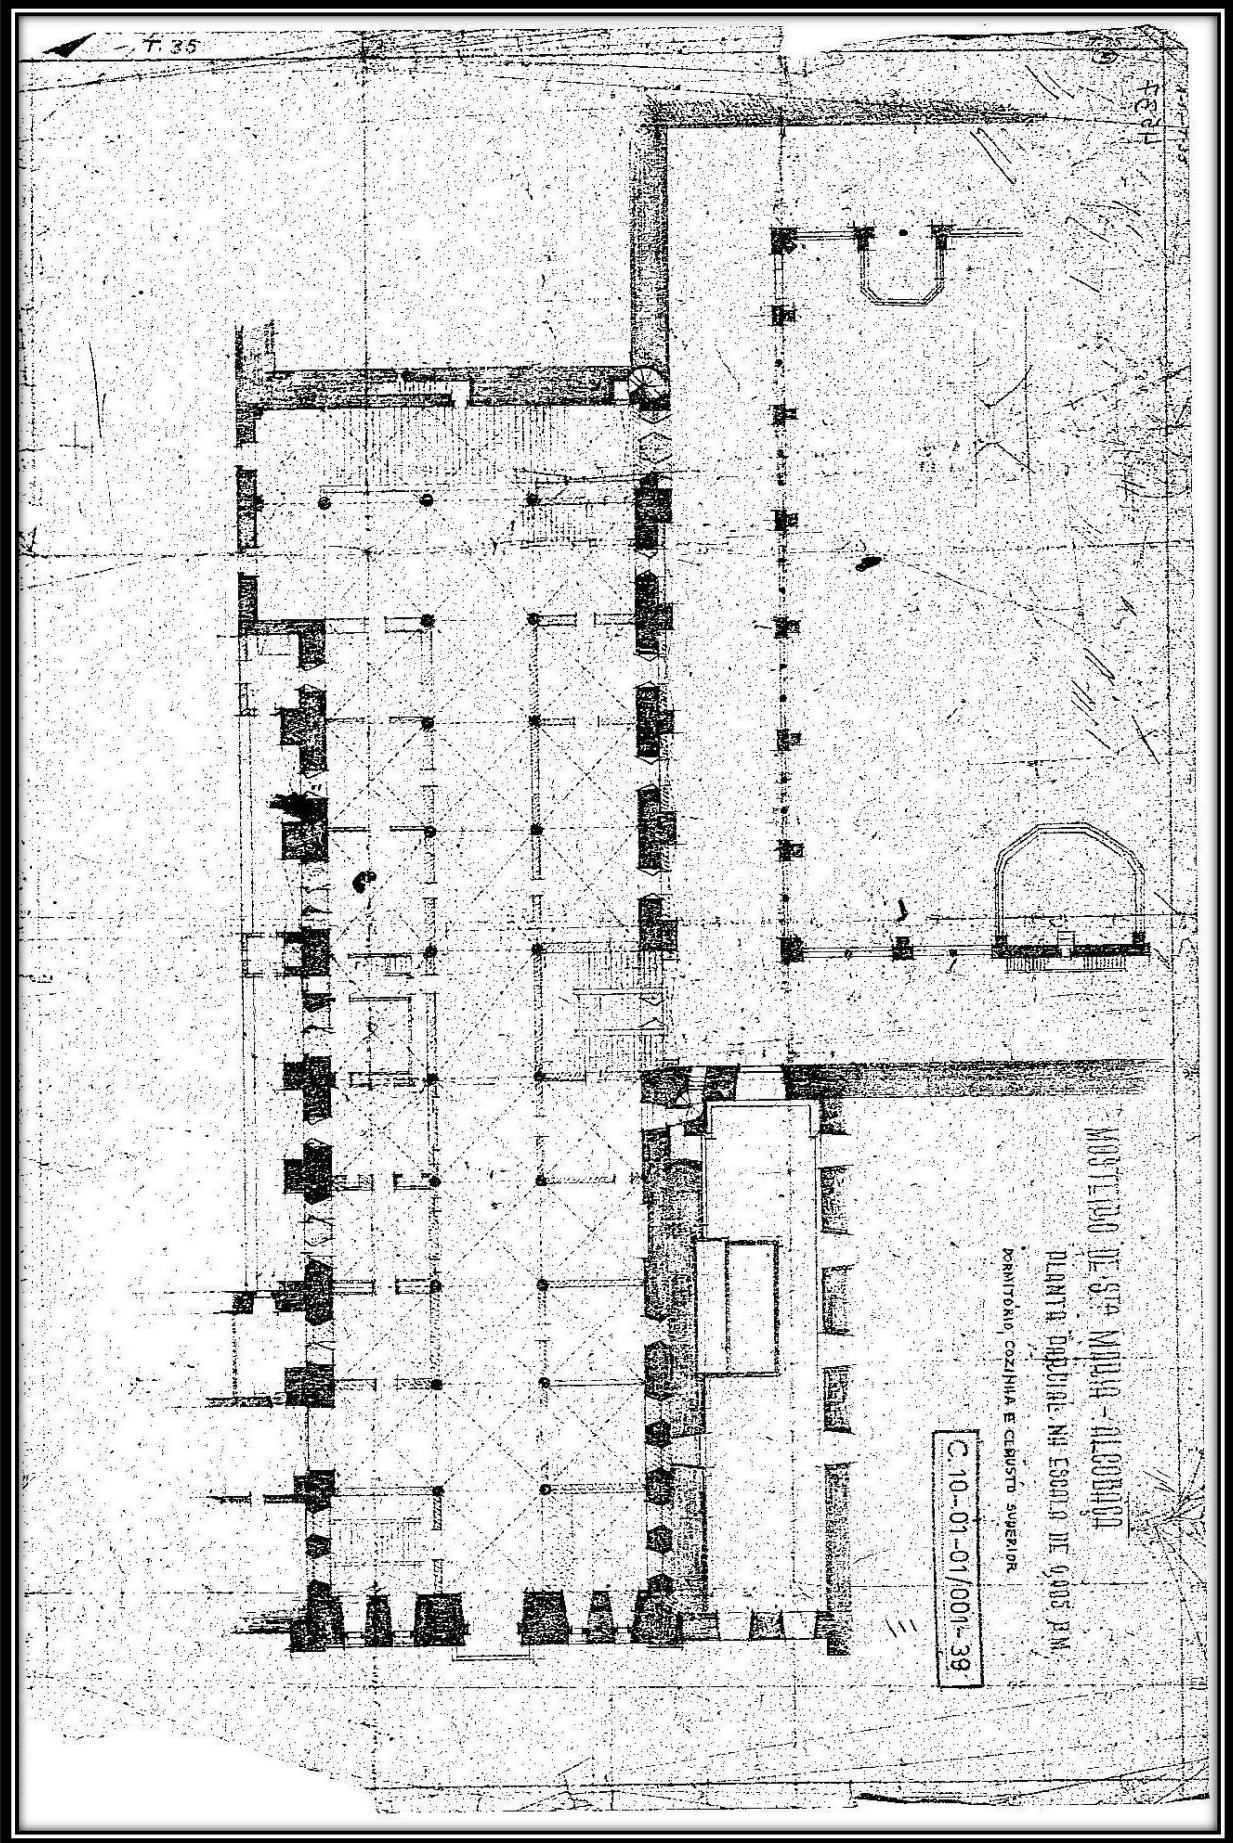 T. 35
MOSTEIRO DE STA MARIA - ALCOBAÇA
PLANTA PARCIAL NA ESCALA DE 0,005 P.M.
DORMITÓRIO, COZINHA E CLAUSTRO SUPERIOR
C. 10-01-01/001-39